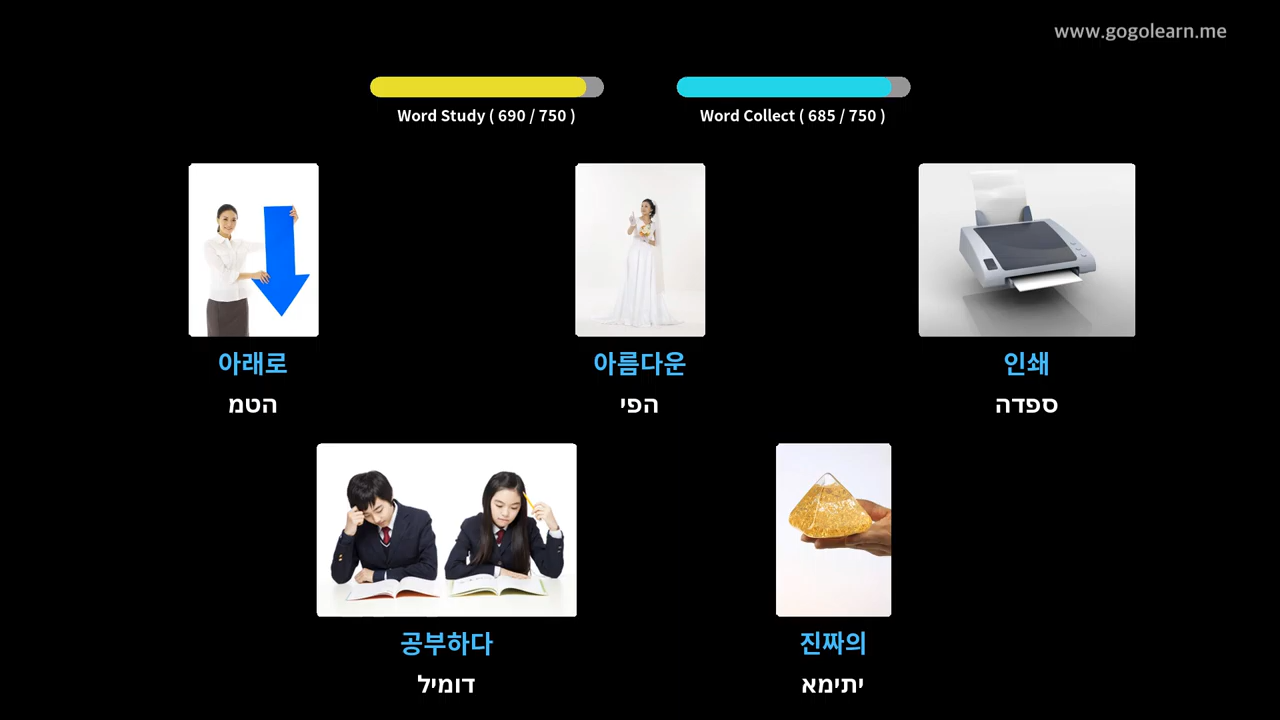 www.gogolearn.me
Word Study ( 690 / 750 )
Word Collect ( 685 / 750 )
아래로
הטמ
아름다운
הפי
인쇄
ספדה
공부하다
דומיל
진짜의
יתימא